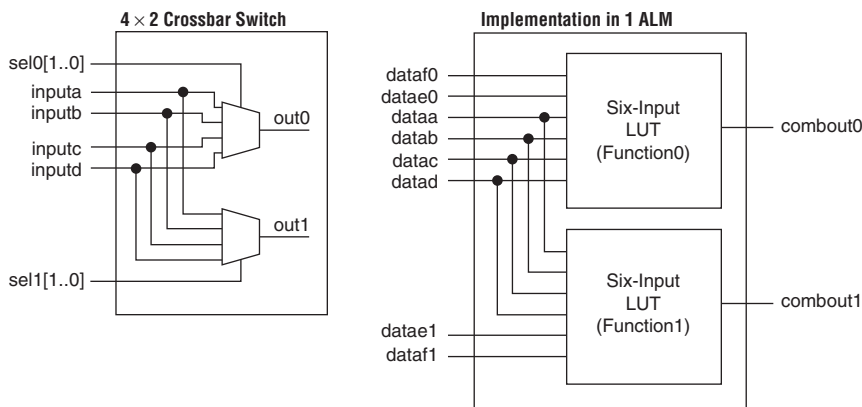 4 × 2 Crossbar Switch
sel0[1..0]
inputa
inputb
inputc
inputd
out0
out1
sel1[1..0]
Implementation in 1 ALM
dataf0
datae0
dataa
datab
datac
datad
Six-Input
LUT
(Function0)
combout0
Six-Input
LUT
(Function1)
combout1
datae1
dataf1